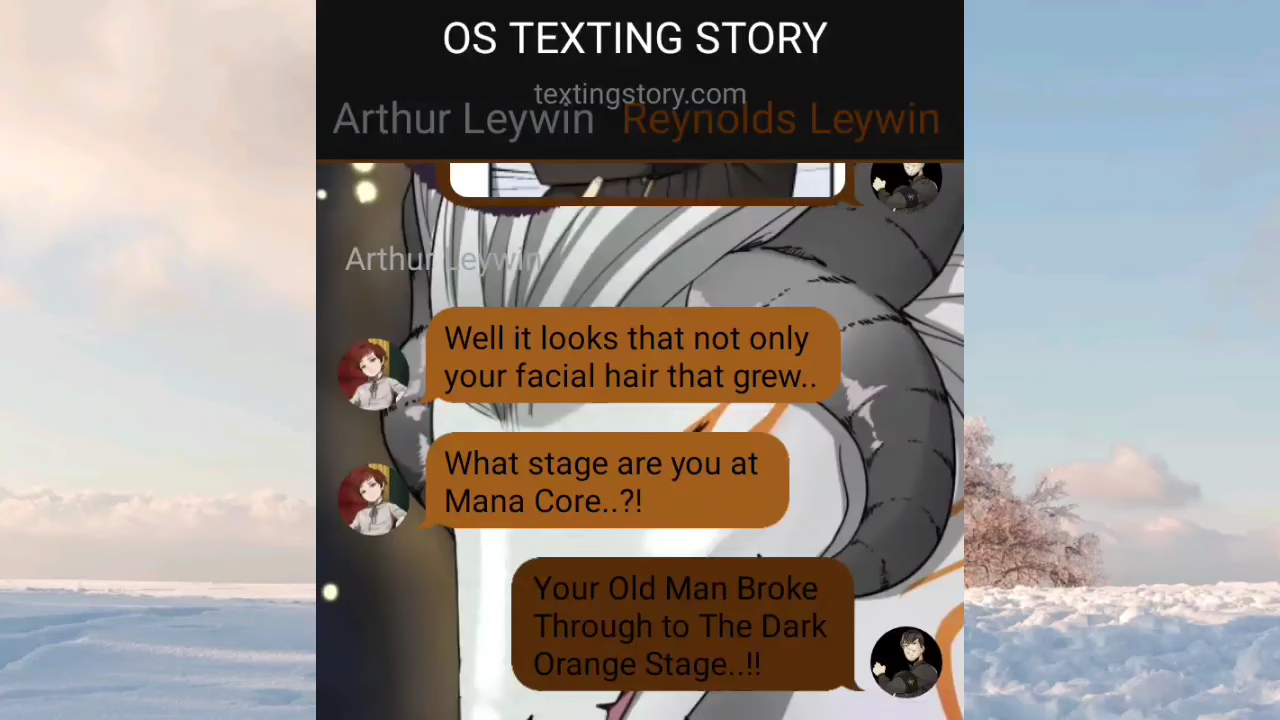 OS TEXTING STORY
textingstory.com
Arthur Leywin Reynolds Leywin
Arthur Leywin
Well it looks that not only
your facial hair that grew..
What stage are you at
Mana Core..?!
Your Old Man Broke
Through to The Dark
Orange Stage..!!